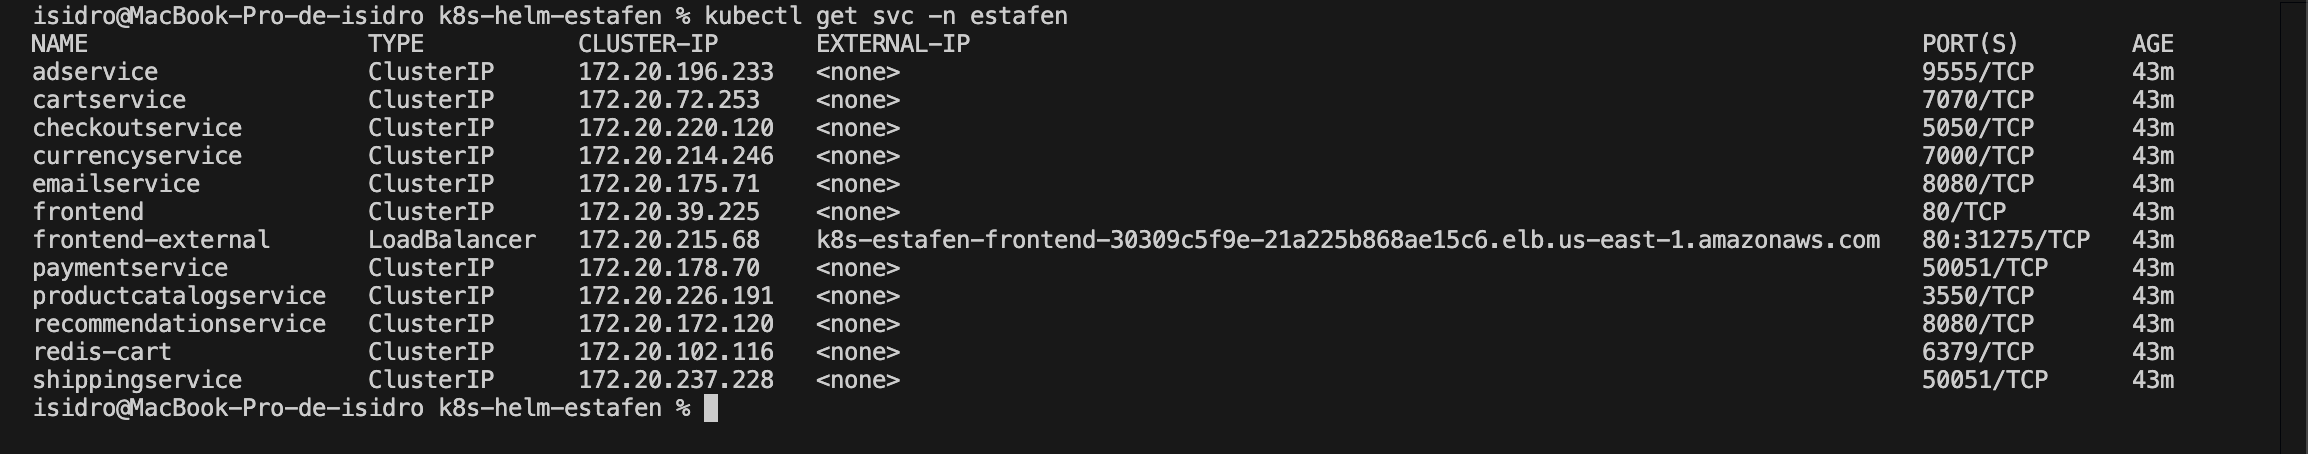 isidro@MacBook-Pro-de-isidro k8s-helm-estafen % kubectl get svc -n estafen
NAME TYPE CLUSTER-IP EXTERNAL-IP PORT(S) AGE
adservice ClusterIP 172.20.196.233 <none> 9555/TCP 43m
cartservice ClusterIP 172.20.72.253 <none> 7070/TCP 43m
checkoutservice ClusterIP 172.20.220.120 <none> 5050/TCP 43m
currencyservice ClusterIP 172.20.214.246 <none> 7000/TCP 43m
emailservice ClusterIP 172.20.175.71 <none> 8080/TCP 43m
frontend ClusterIP 172.20.39.225 <none> 80/TCP 43m
frontend-external LoadBalancer 172.20.215.68 k8s-estafen-frontend-30309c5f9e-21a225b868ae15c6.elb.us-east-1.amazonaws.com 80:31275/TCP 43m
paymentservice ClusterIP 172.20.178.70 <none> 50051/TCP 43m
productcatalogservice ClusterIP 172.20.226.191 <none> 3550/TCP 43m
recommendationservice ClusterIP 172.20.172.120 <none> 8080/TCP 43m
redis-cart ClusterIP 172.20.102.116 <none> 6379/TCP 43m
shippingservice ClusterIP 172.20.237.228 <none> 50051/TCP 43m
isidro@MacBook-Pro-de-isidro k8s-helm-estafen %